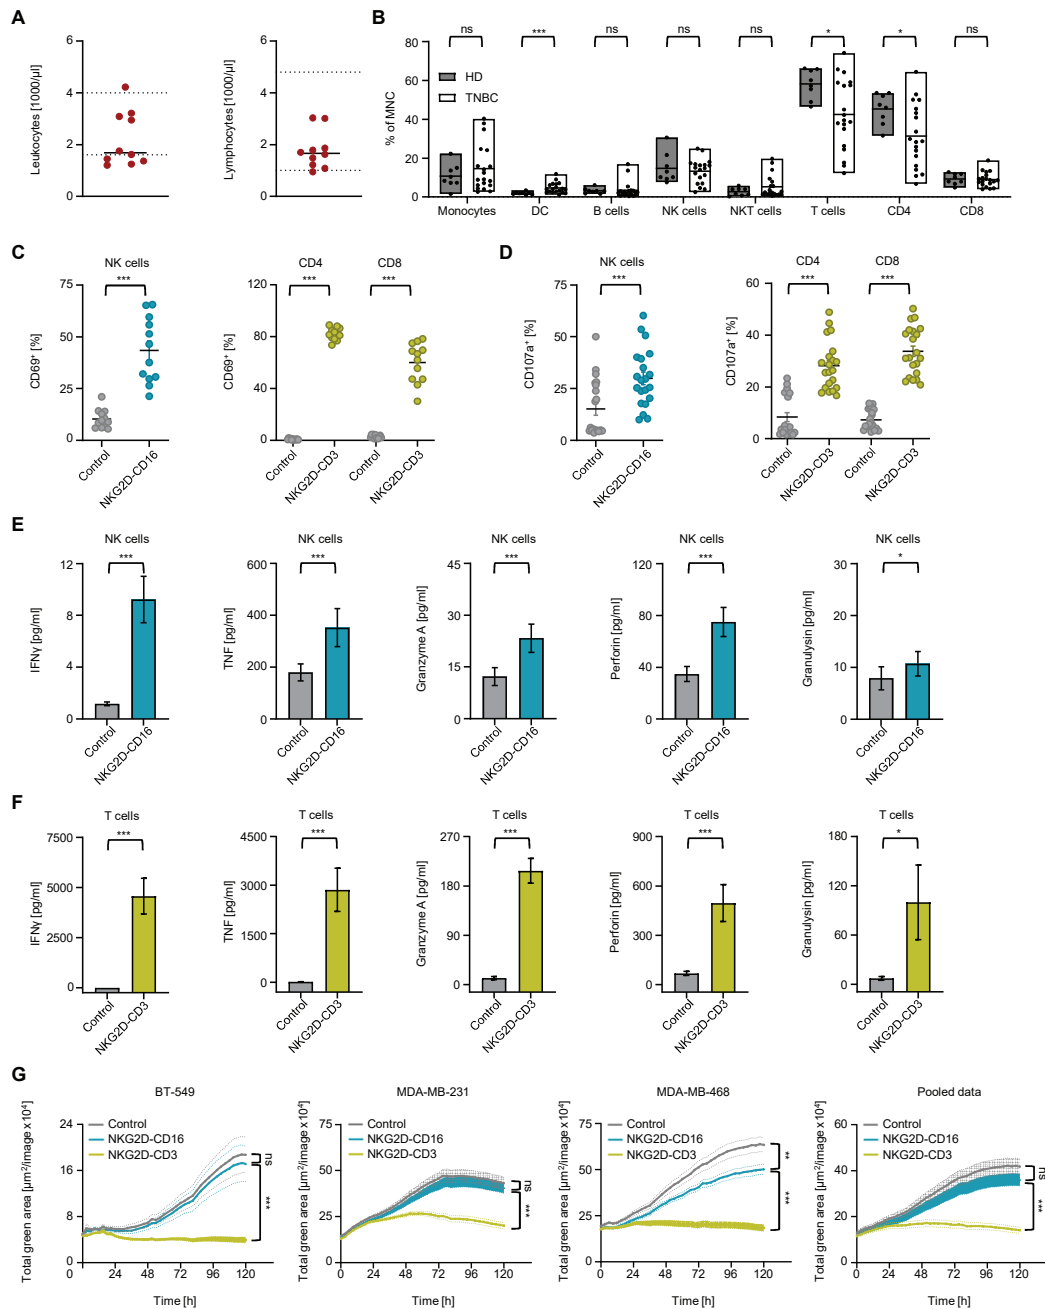 A
Leukocytes [1000/µl]
6
4
2
0
Lymphocytes [1000/µl]
6
4
2
0
B
% of MNC
80
60
40
20
0
HD
TNBC
ns
***
ns
ns
ns
*
*
ns
Monocytes
DC
B cells
NK cells
NKT cells
T cells
CD4
CD8
C
NK cells
***
CD69⁺ [%]
75
50
25
0
Control
NKG2D-CD16
CD4
CD8
***
***
CD69⁺ [%]
120
80
40
0
Control
NKG2D-CD3
Control
NKG2D-CD3
D
NK cells
***
CD107a⁺ [%]
75
50
25
0
Control
NKG2D-CD16
CD4
CD8
***
***
CD107a⁺ [%]
60
40
20
0
Control
NKG2D-CD3
Control
NKG2D-CD3
E
NK cells
***
IFNγ [pg/ml]
12
8
4
0
Control
NKG2D-CD16
NK cells
***
TNF [pg/ml]
600
400
200
0
Control
NKG2D-CD16
NK cells
***
Granzyme A [pg/ml]
45
30
15
0
Control
NKG2D-CD16
NK cells
***
Perforin [pg/ml]
120
80
40
0
Control
NKG2D-CD16
NK cells
*
Granulysin [pg/ml]
30
20
10
0
Control
NKG2D-CD16
F
T cells
***
IFNγ [pg/ml]
7500
5000
2500
0
Control
NKG2D-CD3
T cells
***
TNF [pg/ml]
4500
3000
1500
0
Control
NKG2D-CD3
T cells
***
Granzyme A [pg/ml]
270
180
90
0
Control
NKG2D-CD3
T cells
***
Perforin [pg/ml]
900
600
300
0
Control
NKG2D-CD3
T cells
*
Granulysin [pg/ml]
180
120
60
0
Control
NKG2D-CD3
G
BT-549
Total green area [µm²/image x10⁴]
24
16
8
0
Control
NKG2D-CD16
NKG2D-CD3
ns
***
0
24
48
72
96
120
Time [h]
MDA-MB-231
Total green area [µm²/image x10⁴]
75
50
25
0
Control
NKG2D-CD16
NKG2D-CD3
ns
***
0
24
48
72
96
120
Time [h]
MDA-MB-468
Total green area [µm²/image x10⁴]
75
50
25
0
Control
NKG2D-CD16
NKG2D-CD3
**
***
0
24
48
72
96
120
Time [h]
Pooled data
Total green area [µm²/image x10⁴]
60
40
20
0
Control
NKG2D-CD16
NKG2D-CD3
ns
***
0
24
48
72
96
120
Time [h]